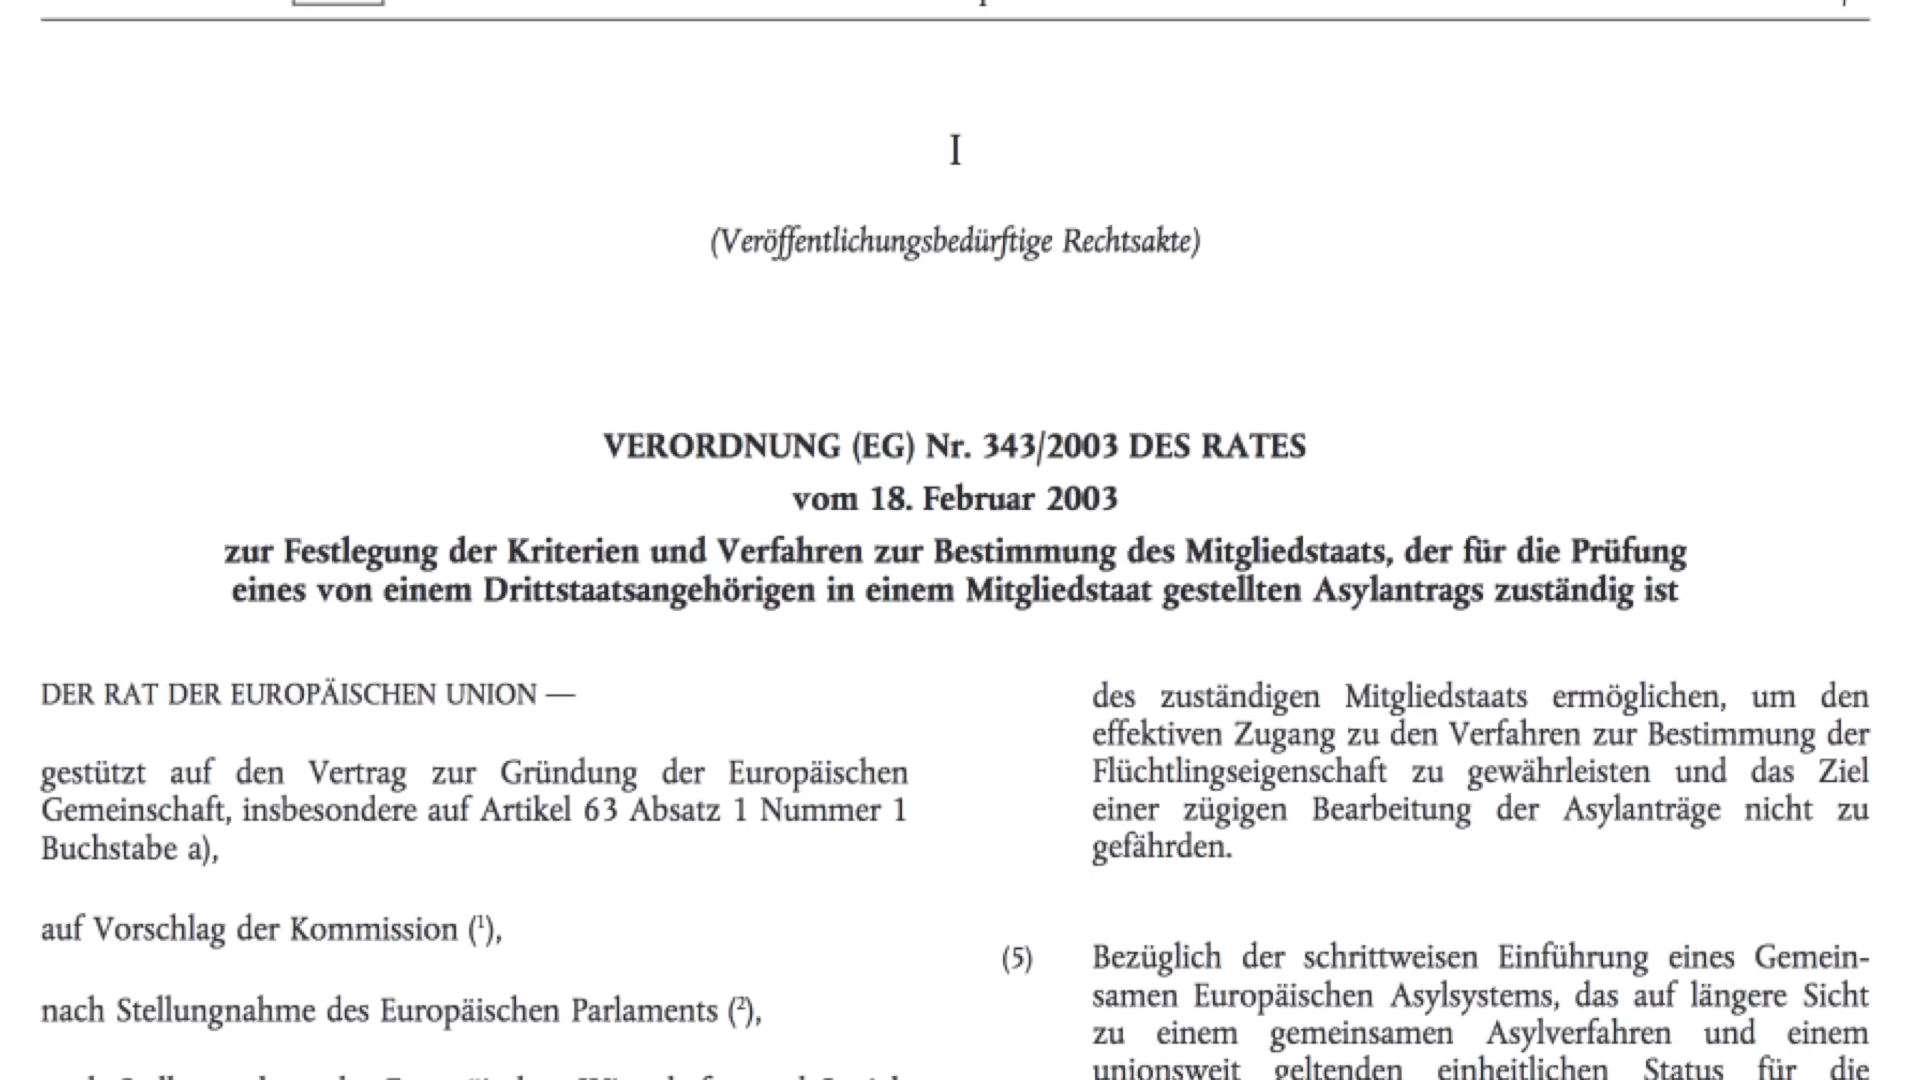 I
(Veröffentlichungsbedürftige Rechtsakte)
VERORDNUNG (EG) Nr. 343/2003 DES RATES
vom 18. Februar 2003
zur Festlegung der Kriterien und Verfahren zur Bestimmung des Mitgliedstaats, der für die Prüfung
eines von einem Drittstaatsangehörigen in einem Mitgliedstaat gestellten Asylantrags zuständig ist
DER RAT DER EUROPÄISCHEN UNION —
gestützt auf den Vertrag zur Gründung der Europäischen
Gemeinschaft, insbesondere auf Artikel 63 Absatz 1 Nummer 1
Buchstabe a),
auf Vorschlag der Kommission (¹),
nach Stellungnahme des Europäischen Parlaments (²),
des zuständigen Mitgliedstaats ermöglichen, um den
effektiven Zugang zu den Verfahren zur Bestimmung der
Flüchtlingseigenschaft zu gewährleisten und das Ziel
einer zügigen Bearbeitung der Asylanträge nicht zu
gefährden.
(5) Bezüglich der schrittweisen Einführung eines Gemein-
samen Europäischen Asylsystems, das auf längere Sicht
zu einem gemeinsamen Asylverfahren und einem
unionsweit geltenden einheitlichen Status für die